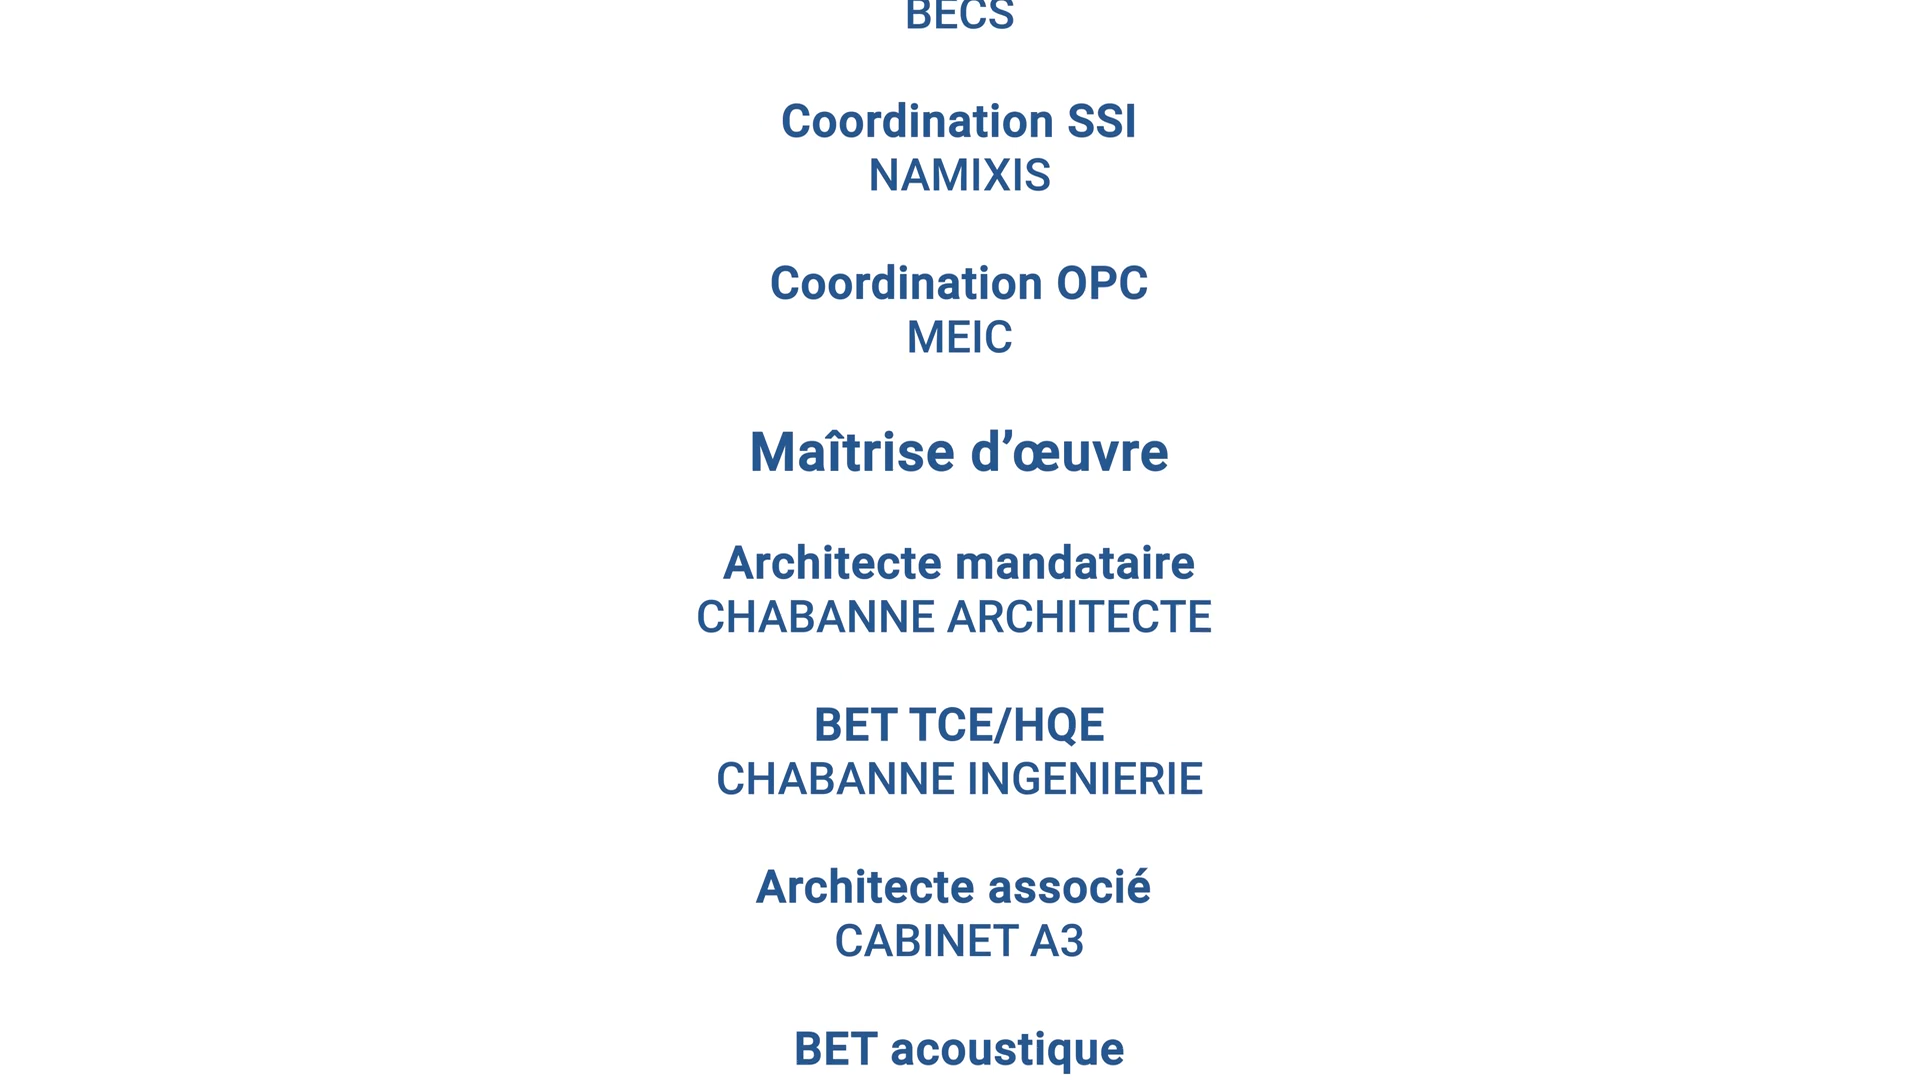 BECS
Coordination SSI
NAMIXIS
Coordination OPC
MEIC
Maîtrise d’œuvre
Architecte mandataire
CHABANNE ARCHITECTE
BET TCE/HQE
CHABANNE INGENIERIE
Architecte associé
CABINET A3
BET acoustique